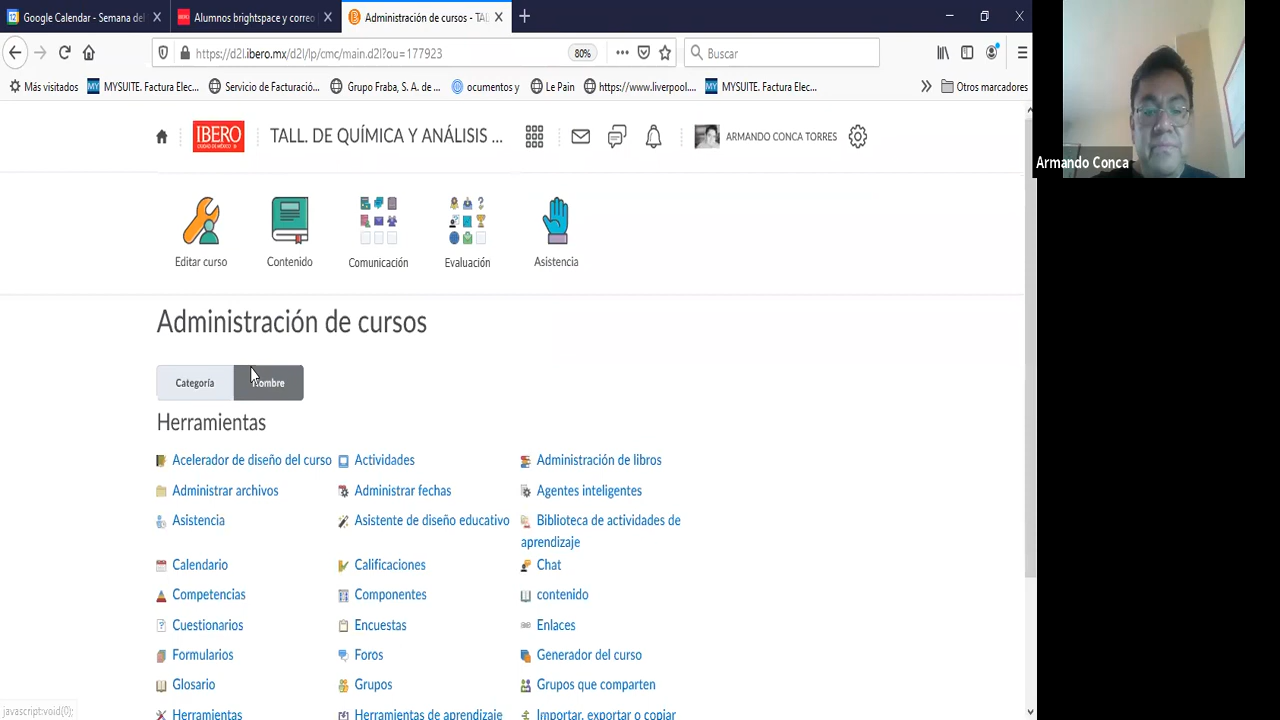 Google Calendar - Semana del
Alumnos brightspace y correo
Administración de cursos - TAL
https://d2l.ibero.mx/d2l/lp/cmc/main.d2l?ou=177923
80%
Buscar
Más visitados
MYSUITE. Factura Elec...
Servicio de Facturació...
Grupo Fraba, S. A. de ...
ocumentos y
Le Pain
https://www.liverpool....
MYSUITE. Factura Elec...
Otros marcadores
IBERO
CIUDAD DE MÉXICO
TALL. DE QUÍMICA Y ANÁLISIS ...
ARMANDO CONCA TORRES
Armando Conca
Editar curso
Contenido
Comunicación
Evaluación
Asistencia
Administración de cursos
Categoría
ombre
Herramientas
Acelerador de diseño del curso
Actividades
Administración de libros
Administrar archivos
Administrar fechas
Agentes inteligentes
Asistencia
Asistente de diseño educativo
Biblioteca de actividades de
aprendizaje
Calendario
Calificaciones
Chat
Competencias
Componentes
contenido
Cuestionarios
Encuestas
Enlaces
Formularios
Foros
Generador del curso
Glosario
Grupos
Grupos que comparten
Herramientas
Herramientas de aprendizaje
Importar, exportar o copiar
javascript:void(0);